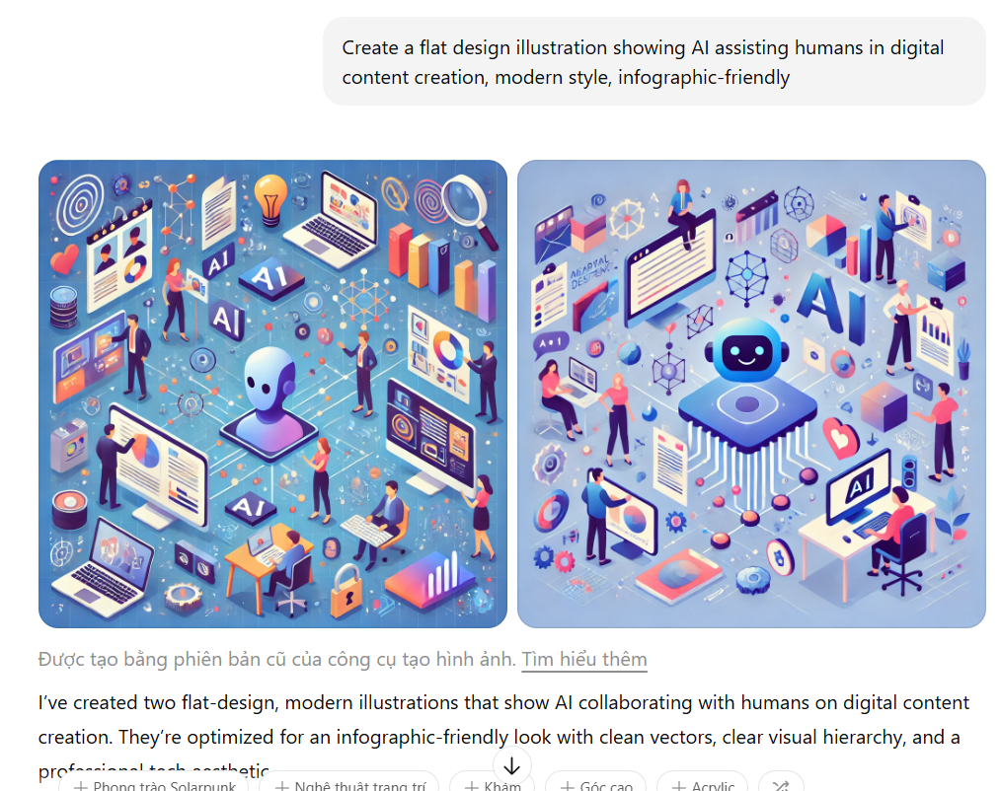 Create a flat design illustration showing AI assisting humans in digital
content creation, modern style, infographic-friendly
AI
AI
AI
AI
AI
AI
Được tạo bằng phiên bản cũ của công cụ tạo hình ảnh. Tìm hiểu thêm
I’ve created two flat-design, modern illustrations that show AI collaborating with humans on digital content
creation. They’re optimized for an infographic-friendly look with clean vectors, clear visual hierarchy, and a
professional tech aesthetic
+ Phong trào Solarpunk + Nghệ thuật trang trí + Khảm + Góc cao + Acrylic